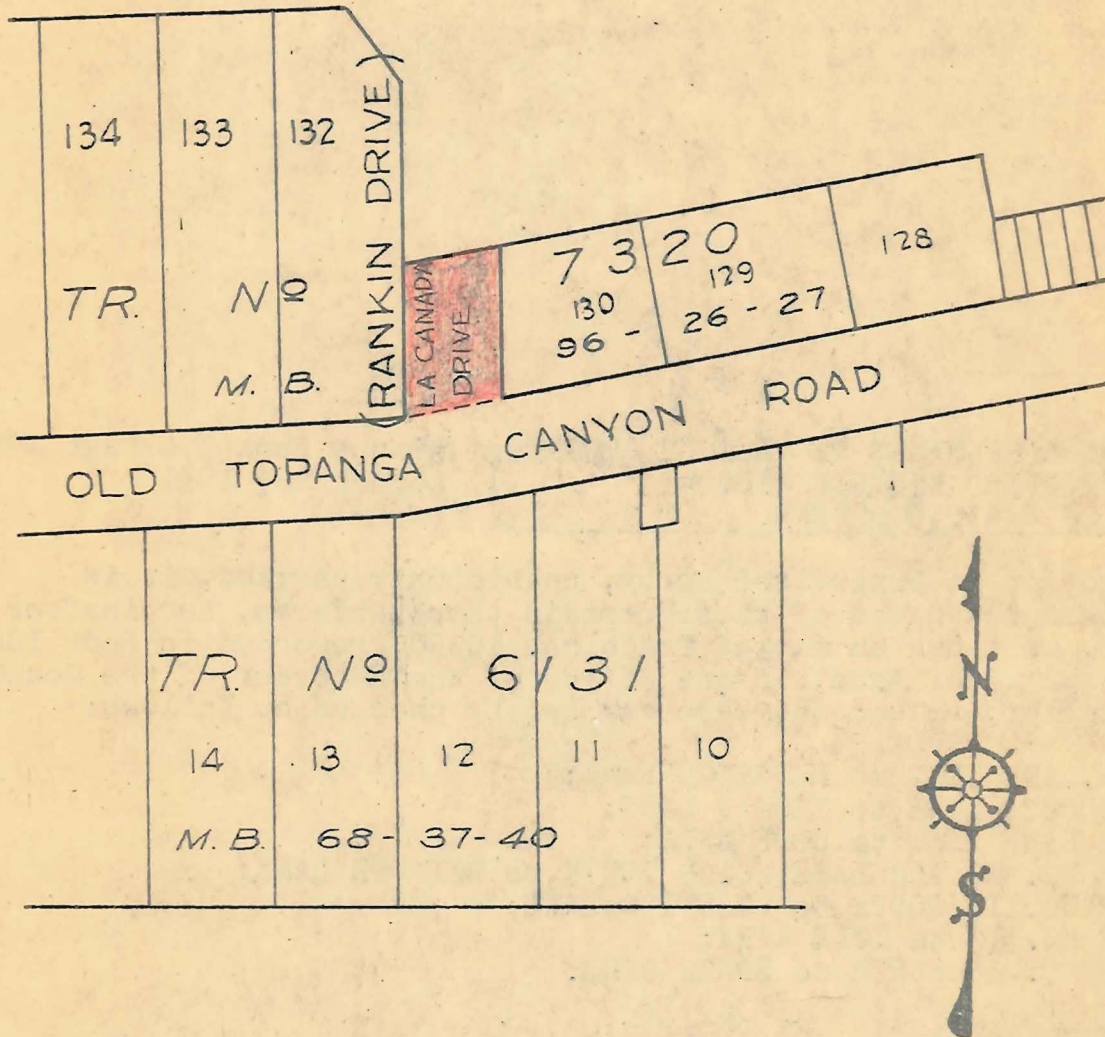 134 133 132
(RANKIN DRIVE)
TR. Nº 7320
LA CANADA
DRIVE
130 129 128
M. B. 96 - 26 - 27
OLD TOPANGA CANYON ROAD
TR. Nº 6131
14 13 12 11 10
M. B. 68 - 37 - 40
N
S